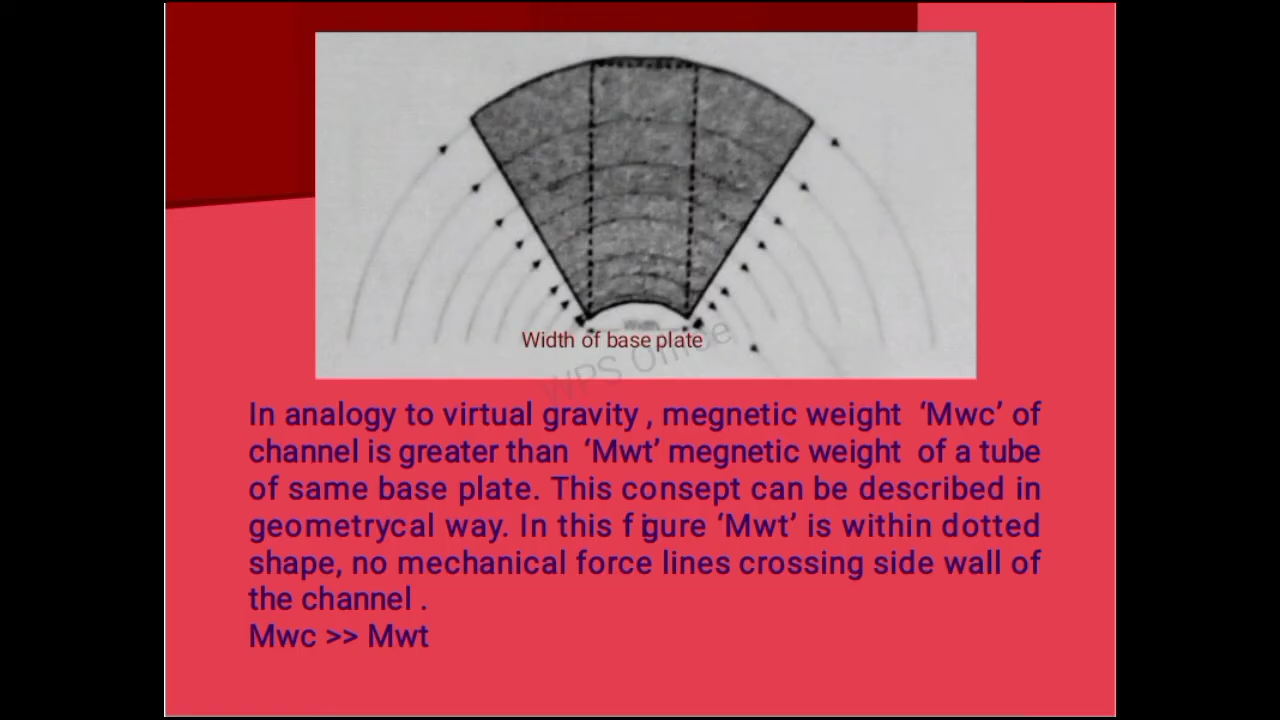 Width of base plate
WPS Office
In analogy to virtual gravity , megnetic weight ‘Mwc’ of
channel is greater than ‘Mwt’ megnetic weight of a tube
of same base plate. This consept can be described in
geometrycal way. In this figure ‘Mwt’ is within dotted
shape, no mechanical force lines crossing side wall of
the channel .
Mwc >> Mwt